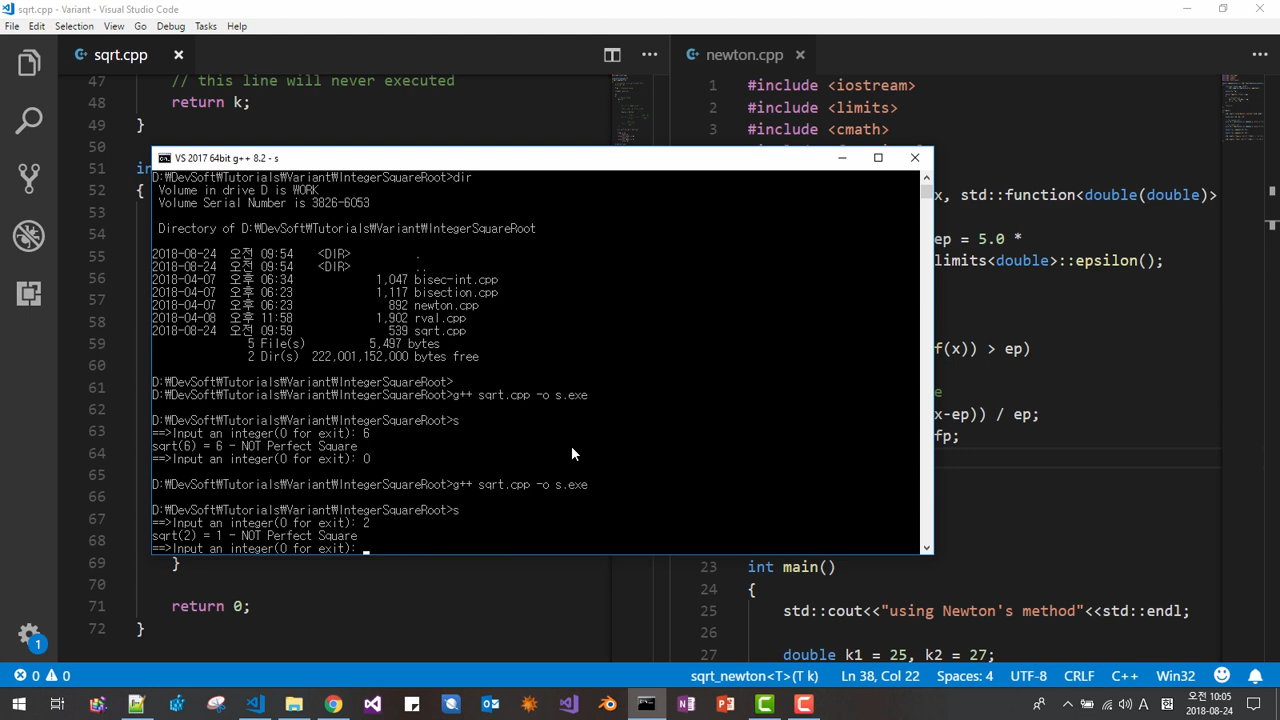 sqrt.cpp - Variant - Visual Studio Code
File Edit Selection View Go Debug Tasks Help
sqrt.cpp
47 // this line will never executed
48 return k;
49 }
50
51 in
52 {
53
54
55
56
57
58
59
60
61
62
63
64
65
66
67
68
69 }
70
71 return 0;
72 }
VS 2017 64bit g++ 8.2 - s
D:₩DevSoft₩Tutorials₩Variant₩IntegerSquareRoot>dir
Volume in drive D is WORK
Volume Serial Number is 3826-6053
Directory of D:₩DevSoft₩Tutorials₩Variant₩IntegerSquareRoot
2018-08-24 오전 09:54 <DIR> .
2018-08-24 오전 09:54 <DIR> ..
2018-04-07 오후 06:34 1,047 bisec-int.cpp
2018-04-07 오후 06:23 1,117 bisection.cpp
2018-04-07 오후 06:23 892 newton.cpp
2018-04-08 오후 11:58 1,902 rval.cpp
2018-08-24 오전 09:59 539 sqrt.cpp
5 File(s) 5,497 bytes
2 Dir(s) 222,001,152,000 bytes free
D:₩DevSoft₩Tutorials₩Variant₩IntegerSquareRoot>
D:₩DevSoft₩Tutorials₩Variant₩IntegerSquareRoot>g++ sqrt.cpp -o s.exe
D:₩DevSoft₩Tutorials₩Variant₩IntegerSquareRoot>s
==>Input an integer(0 for exit): 6
sqrt(6) = 6 - NOT Perfect Square
==>Input an integer(0 for exit): 0
D:₩DevSoft₩Tutorials₩Variant₩IntegerSquareRoot>g++ sqrt.cpp -o s.exe
D:₩DevSoft₩Tutorials₩Variant₩IntegerSquareRoot>s
==>Input an integer(0 for exit): 2
sqrt(2) = 1 - NOT Perfect Square
==>Input an integer(0 for exit):
newton.cpp
1 #include <iostream>
2 #include <limits>
3 #include <cmath>
x, std::function<double(double)>
ep = 5.0 *
limits<double>::epsilon();
f(x)) > ep)
e
(x-ep)) / ep;
fp;
23 int main()
24 {
25 std::cout<<"using Newton's method"<<std::endl;
26
27 double k1 = 25, k2 = 27;
1
0 0
sqrt_newton<T>(T k) Ln 38, Col 22 Spaces: 4 UTF-8 CRLF C++ Win32
A 오전 10:05
2018-08-24